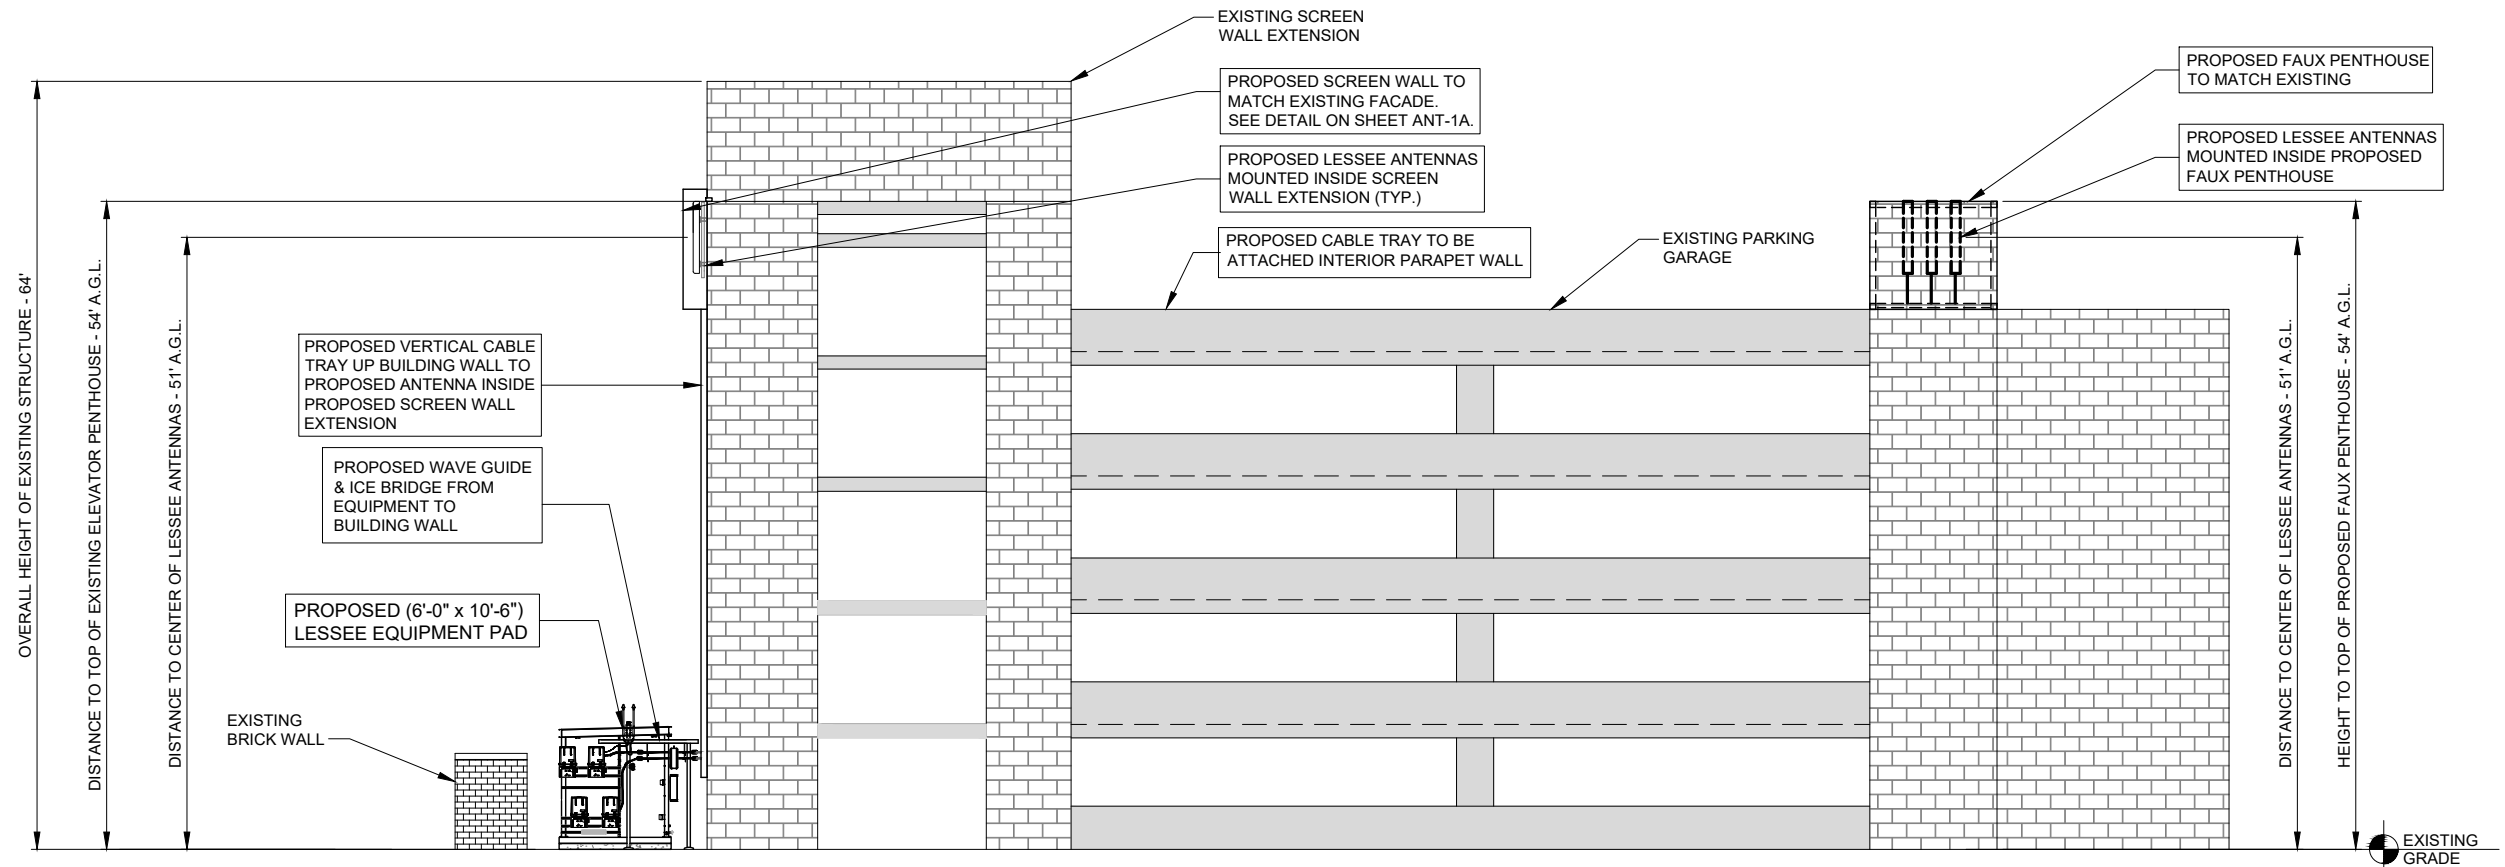 EXISTING SCREEN
WALL EXTENSION
PROPOSED SCREEN WALL TO
MATCH EXISTING FACADE.
SEE DETAIL ON SHEET ANT-1A.
PROPOSED LESSEE ANTENNAS
MOUNTED INSIDE SCREEN
WALL EXTENSION (TYP.)
PROPOSED CABLE TRAY TO BE
ATTACHED INTERIOR PARAPET WALL
EXISTING PARKING
GARAGE
PROPOSED FAUX PENTHOUSE
TO MATCH EXISTING
PROPOSED LESSEE ANTENNAS
MOUNTED INSIDE PROPOSED
FAUX PENTHOUSE
OVERALL HEIGHT OF EXISTING STRUCTURE - 64'
DISTANCE TO TOP OF EXISTING ELEVATOR PENTHOUSE - 54' A.G.L.
DISTANCE TO CENTER OF LESSEE ANTENNAS - 51' A.G.L.
PROPOSED VERTICAL CABLE
TRAY UP BUILDING WALL TO
PROPOSED ANTENNA INSIDE
PROPOSED SCREEN WALL
EXTENSION
PROPOSED WAVE GUIDE
& ICE BRIDGE FROM
EQUIPMENT TO
BUILDING WALL
PROPOSED (6'-0" x 10'-6")
LESSEE EQUIPMENT PAD
EXISTING
BRICK WALL
DISTANCE TO CENTER OF LESSEE ANTENNAS - 51' A.G.L.
HEIGHT TO TOP OF PROPOSED FAUX PENTHOUSE - 54' A.G.L.
EXISTING
GRADE